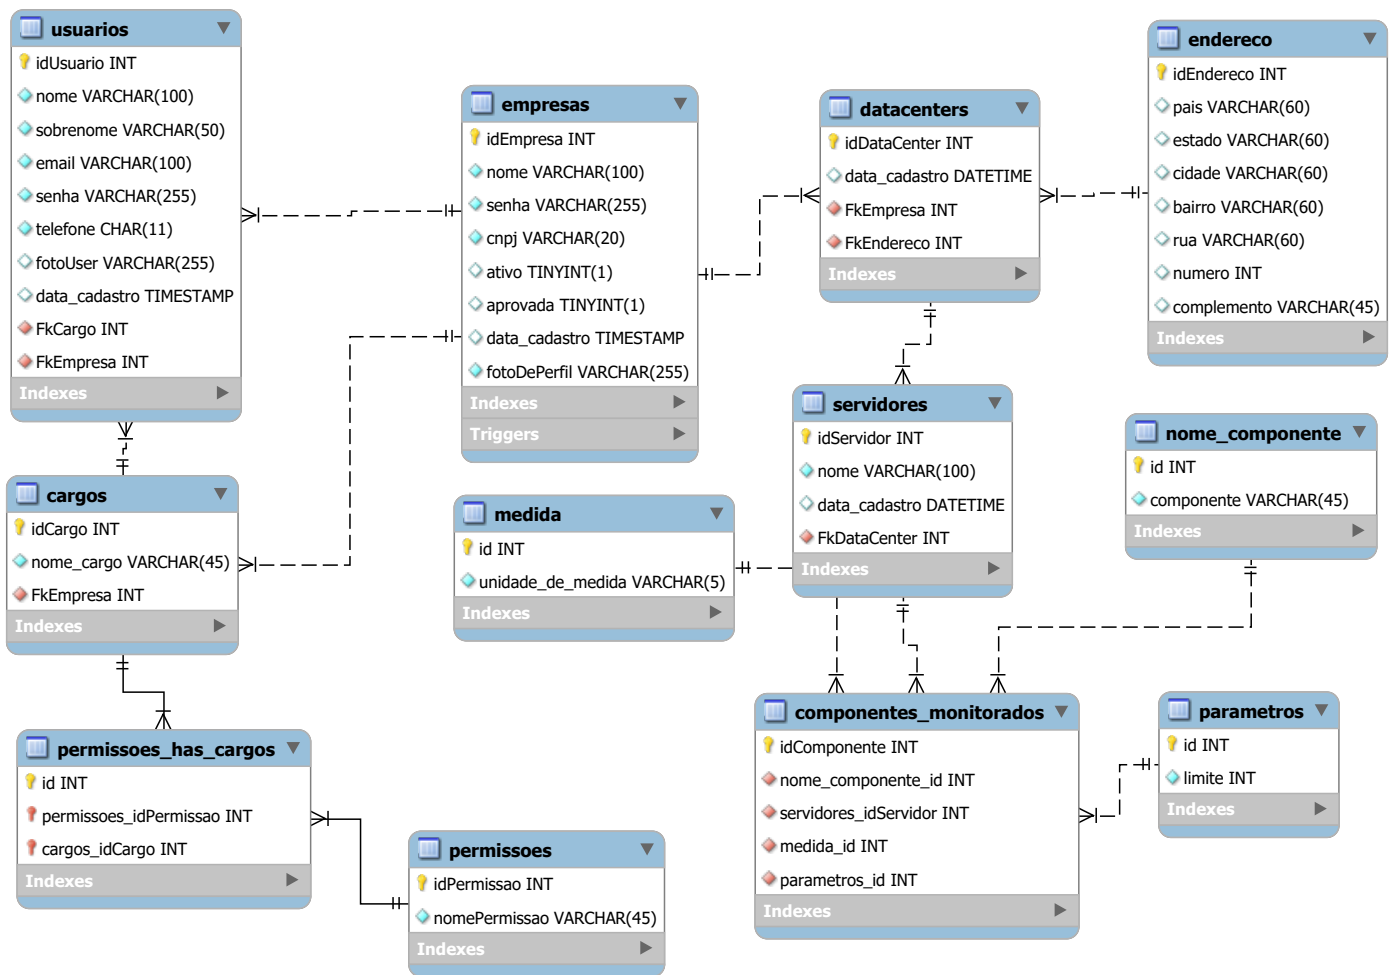 usuarios
idUsuario INT
nome VARCHAR(100)
sobrenome VARCHAR(50)
email VARCHAR(100)
senha VARCHAR(255)
telefone CHAR(11)
fotoUser VARCHAR(255)
data_cadastro TIMESTAMP
FkCargo INT
FkEmpresa INT
Indexes
empresas
idEmpresa INT
nome VARCHAR(100)
senha VARCHAR(255)
cnpj VARCHAR(20)
ativo TINYINT(1)
aprovada TINYINT(1)
data_cadastro TIMESTAMP
fotoDePerfil VARCHAR(255)
Indexes
Triggers
datacenters
idDataCenter INT
data_cadastro DATETIME
FkEmpresa INT
FkEndereco INT
Indexes
endereco
idEndereco INT
pais VARCHAR(60)
estado VARCHAR(60)
cidade VARCHAR(60)
bairro VARCHAR(60)
rua VARCHAR(60)
numero INT
complemento VARCHAR(45)
Indexes
cargos
idCargo INT
nome_cargo VARCHAR(45)
FkEmpresa INT
Indexes
medida
id INT
unidade_de_medida VARCHAR(5)
Indexes
servidores
idServidor INT
nome VARCHAR(100)
data_cadastro DATETIME
FkDataCenter INT
Indexes
nome_componente
id INT
componente VARCHAR(45)
Indexes
permissoes_has_cargos
id INT
permissoes_idPermissao INT
cargos_idCargo INT
Indexes
permissoes
idPermissao INT
nomePermissao VARCHAR(45)
Indexes
componentes_monitorados
idComponente INT
nome_componente_id INT
servidores_idServidor INT
medida_id INT
parametros_id INT
Indexes
parametros
id INT
limite INT
Indexes